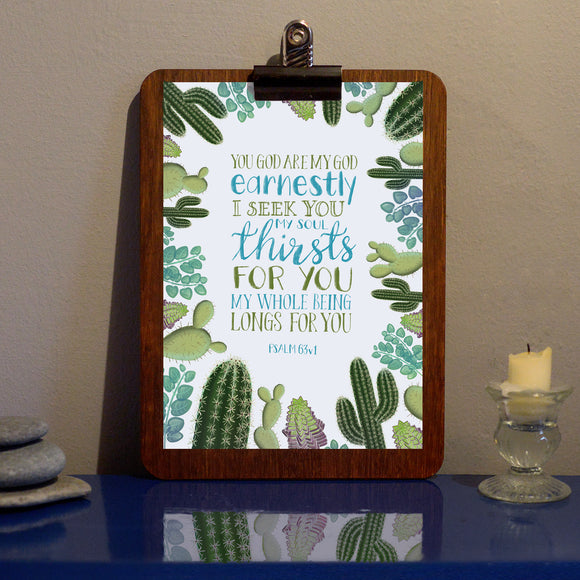 YOU GOD ARE MY GOD
earnestly
I SEEK YOU
MY SOUL
thirsts
FOR YOU
MY WHOLE BEING
LONGS FOR YOU
PSALM 63v1